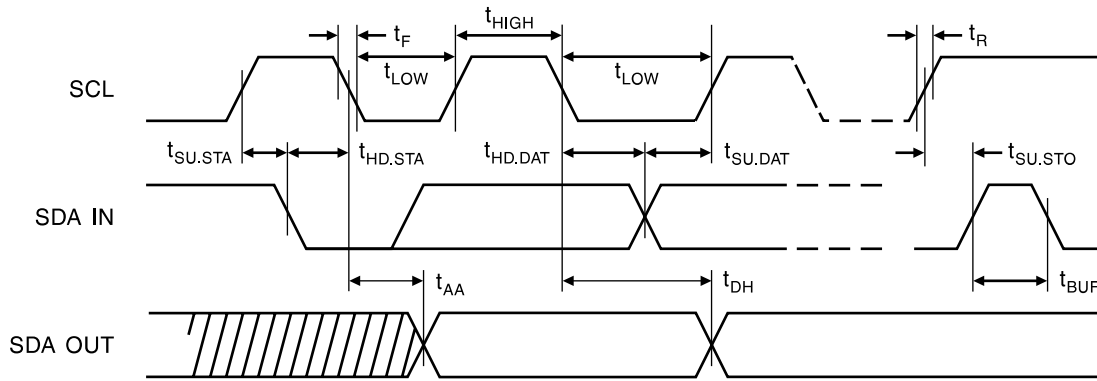 tHIGH
tF
tR
tLOW
tLOW
SCL
tSU.STA
tHD.STA
tHD.DAT
tSU.DAT
tSU.STO
SDA IN
tAA
tDH
tBUF
SDA OUT